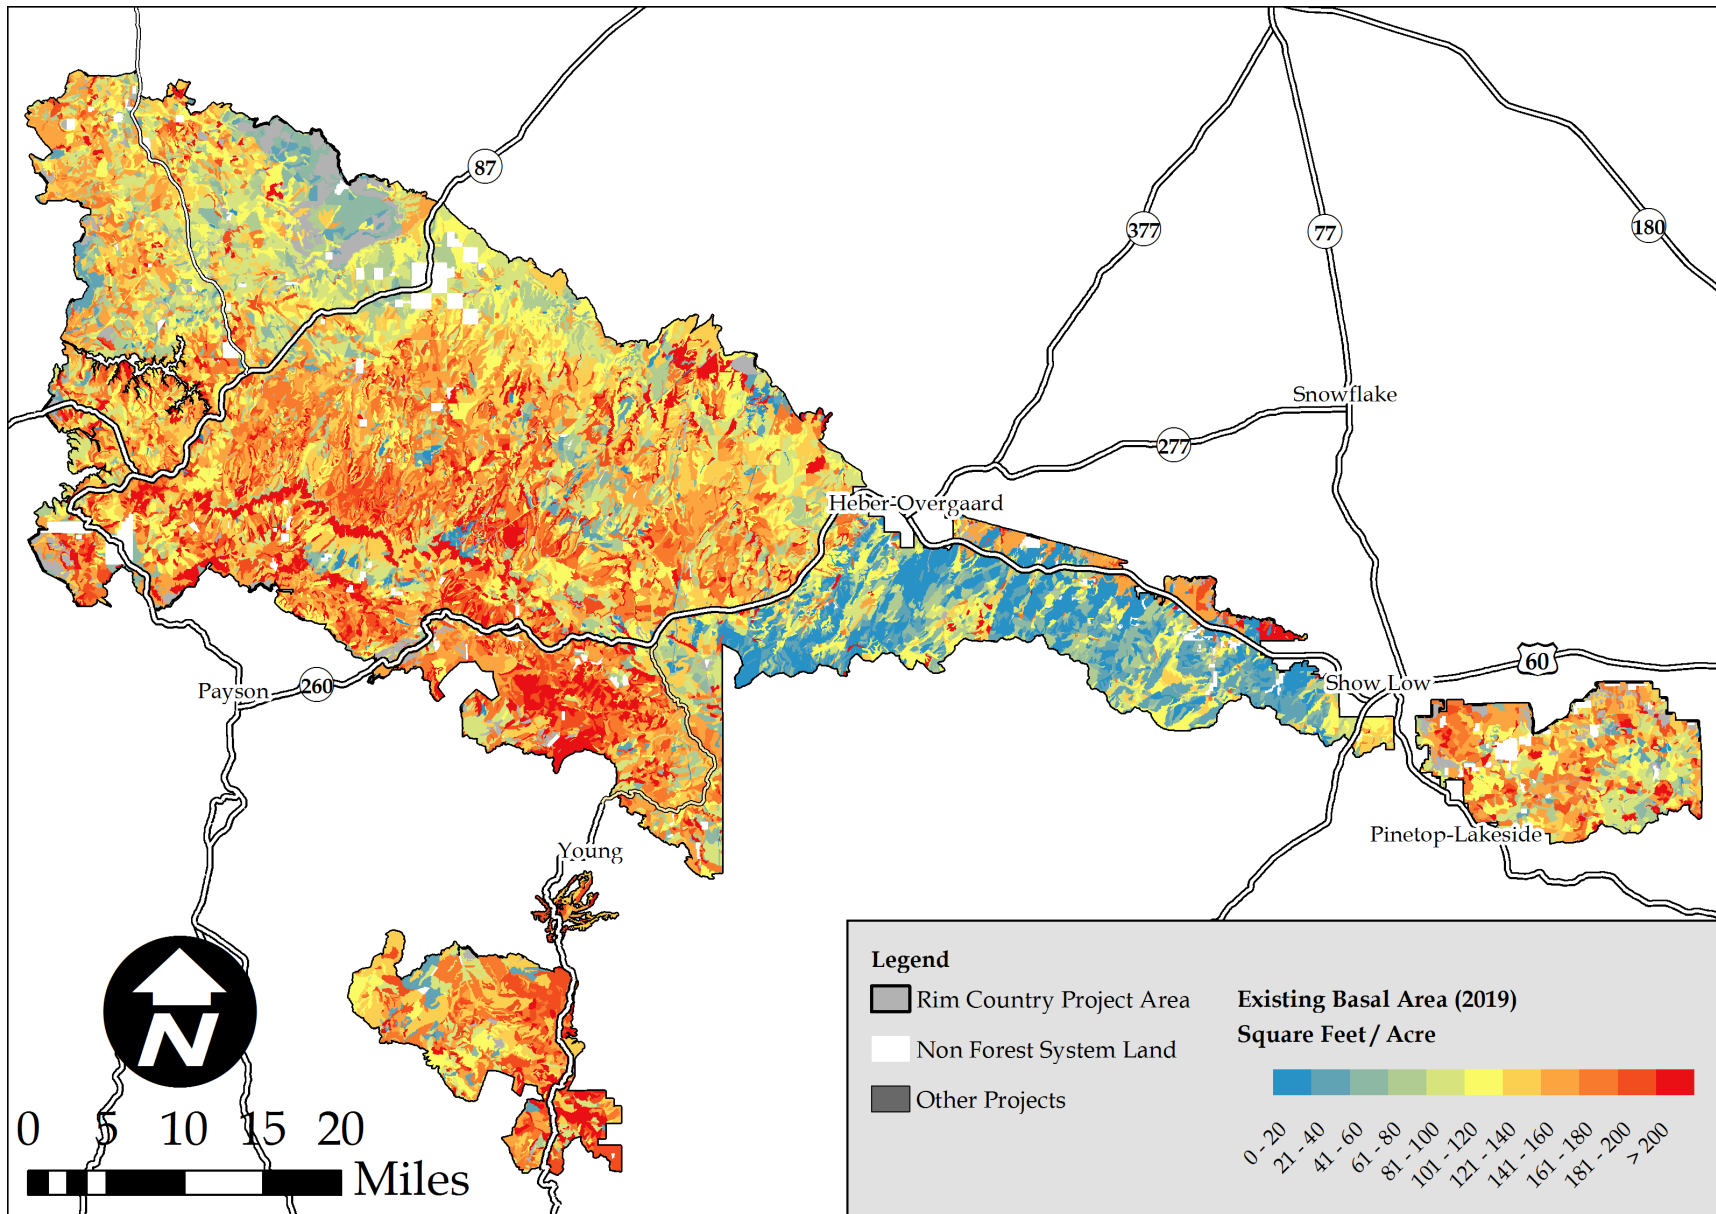 87
377
77
180
Snowflake
277
Heber-Overgaard
60
Show Low
Payson
260
Pinetop-Lakeside
Young
N
0 5 10 15 20
Miles
Legend
Rim Country Project Area
Non Forest System Land
Other Projects
Existing Basal Area (2019)
Square Feet / Acre
0 - 20
21 - 40
41 - 60
61 - 80
81 - 100
101 - 120
121 - 140
141 - 160
161 - 180
181 - 200
> 200